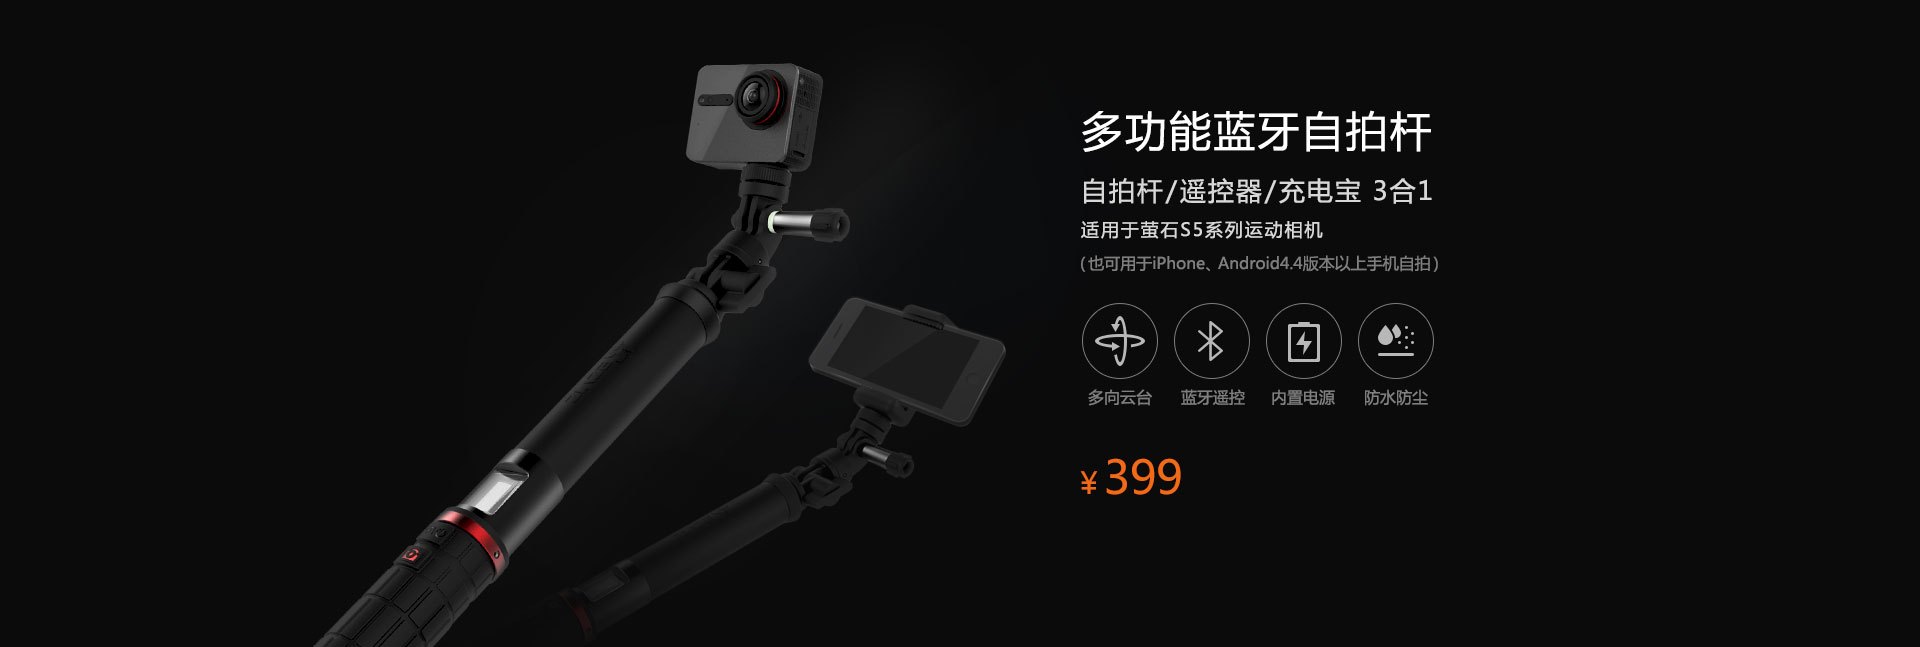 多功能蓝牙自拍杆
自拍杆/遥控器/充电宝 3合1
适用于萤石S5系列运动相机
(也可用于iPhone、Android4.4版本以上手机自拍)
多向云台 蓝牙遥控 内置电源 防水防尘
¥399